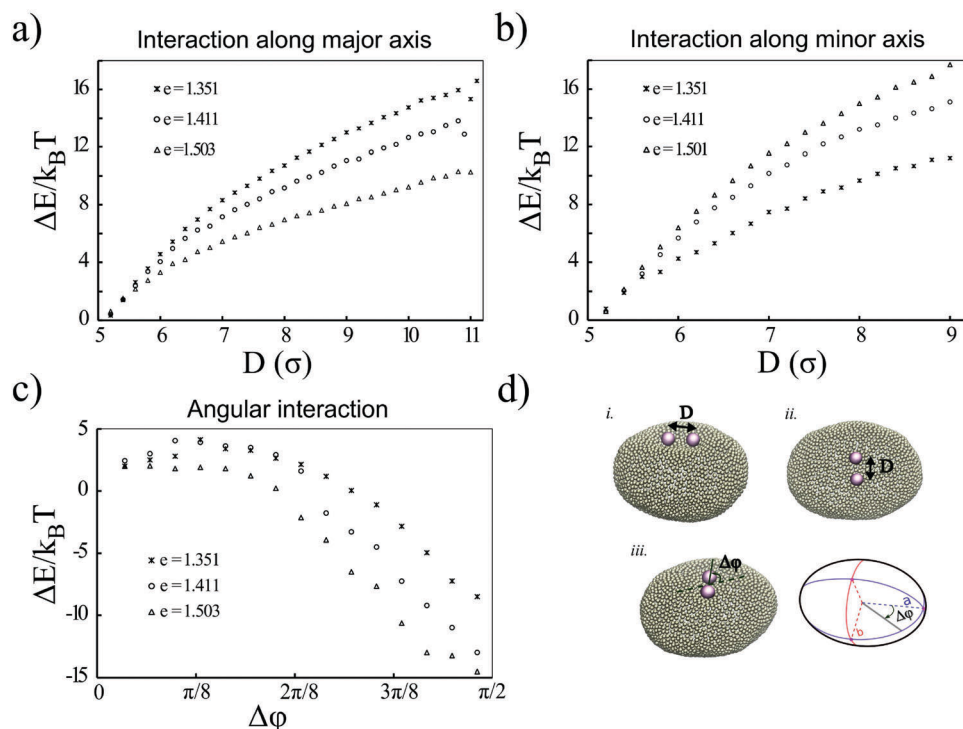 a)
Interaction along major axis
ΔE/k_BT
16
12
8
4
0
e=1.351
e=1.411
e=1.503
5 6 7 8 9 10 11
D (σ)
b)
Interaction along minor axis
ΔE/k_BT
16
12
8
4
0
e=1.351
e=1.411
e=1.501
5 6 7 8 9
D (σ)
c)
Angular interaction
ΔE/k_BT
5
0
-5
-10
-15
e=1.351
e=1.411
e=1.503
0 π/8 2π/8 3π/8 π/2
Δφ
d)
i.
D
ii.
D
iii.
Δφ
a
b
Δφ